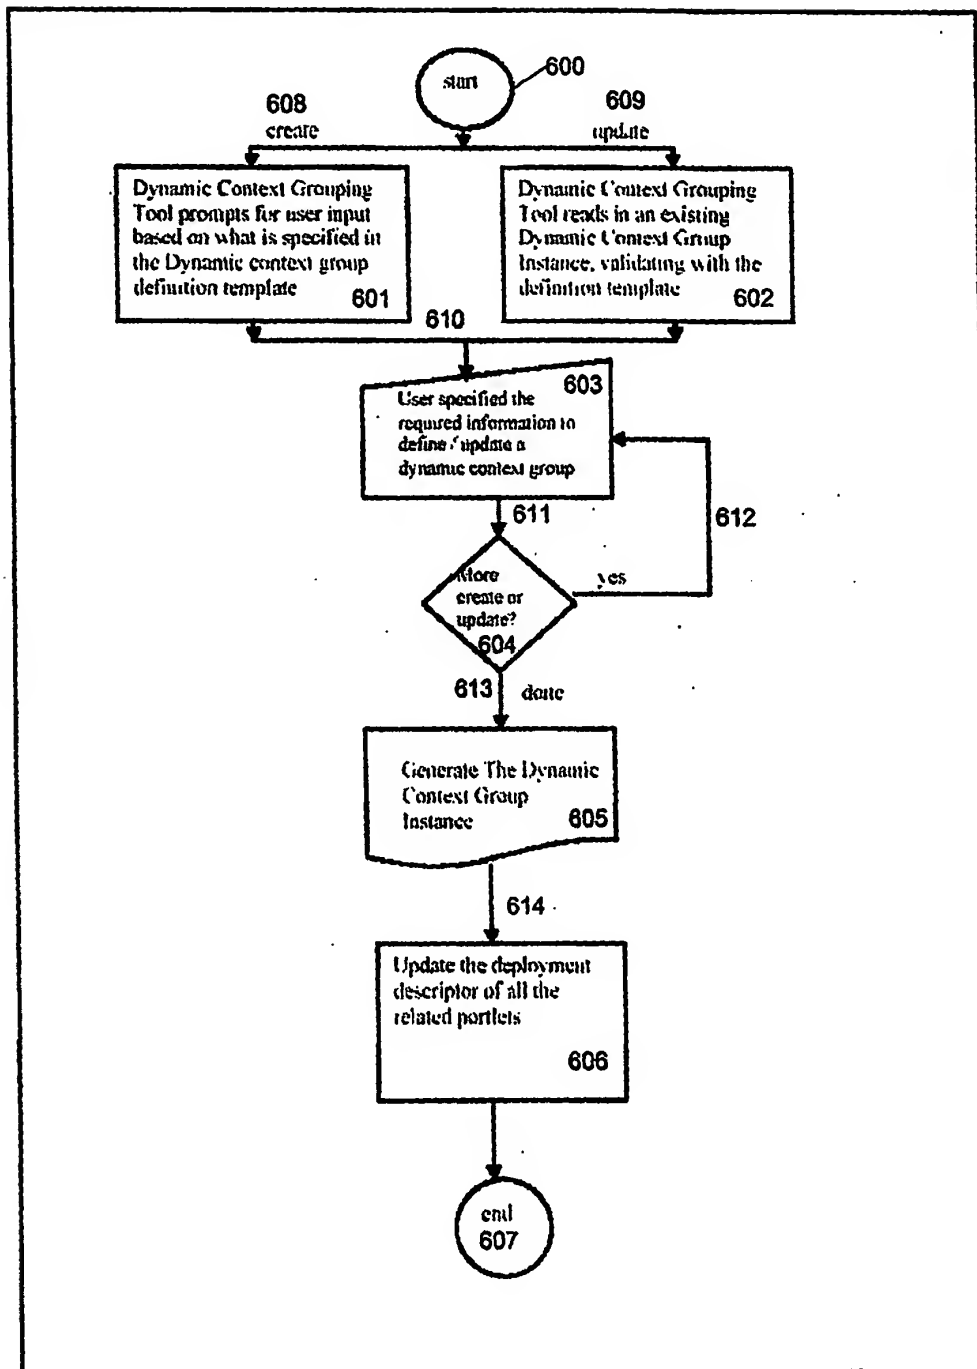 start
600
608
create
609
update
Dynamic Context Grouping
Tool prompts for user input
based on what is specified in
the Dynamic context group
definition template
601
Dynamic Context Grouping
Tool reads in an existing
Dynamic Context Group
Instance, validating with the
definition template
602
610
603
User specified the
required information to
define / update a
dynamic context group
611
612
More
create or
update?
604
yes
613
done
Generate The Dynamic
Context Group
Instance
605
614
Update the deployment
descriptor of all the
related portlets
606
end
607